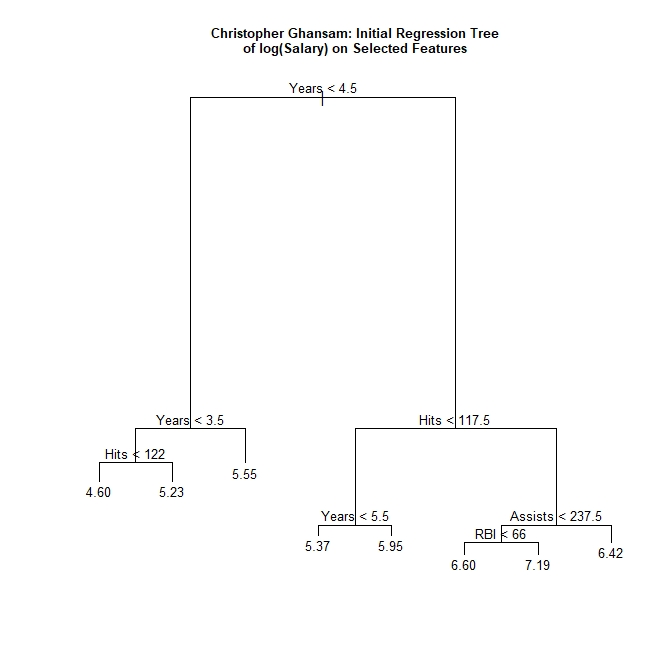 Christopher Ghansam: Initial Regression Tree
of log(Salary) on Selected Features
Years < 4.5
Years < 3.5
Hits < 117.5
Hits < 122
5.55
4.60
5.23
Years < 5.5
Assists < 237.5
RBI < 66
5.37
5.95
6.42
6.60
7.19